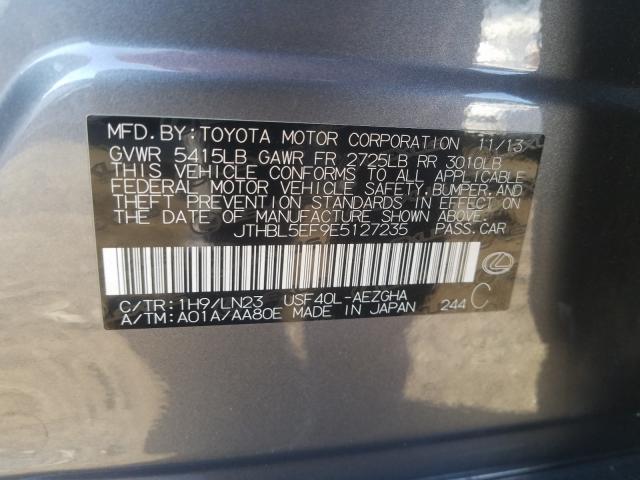 MFD. BY: TOYOTA MOTOR CORPORATION 11/13
GVWR 5415LB GAWR FR 2725LB RR 3010LB
THIS VEHICLE CONFORMS TO ALL APPLICABLE
FEDERAL MOTOR VEHICLE SAFETY, BUMPER, AND
THEFT PREVENTION STANDARDS IN EFFECT ON
THE DATE OF MANUFACTURE SHOWN ABOVE.
JTHBL5EF9E5127235 PASS. CAR
C/TR: 1H9/LN23 USF40L-AEZGHA
A/TM: A01A/AA80E MADE IN JAPAN 244 C